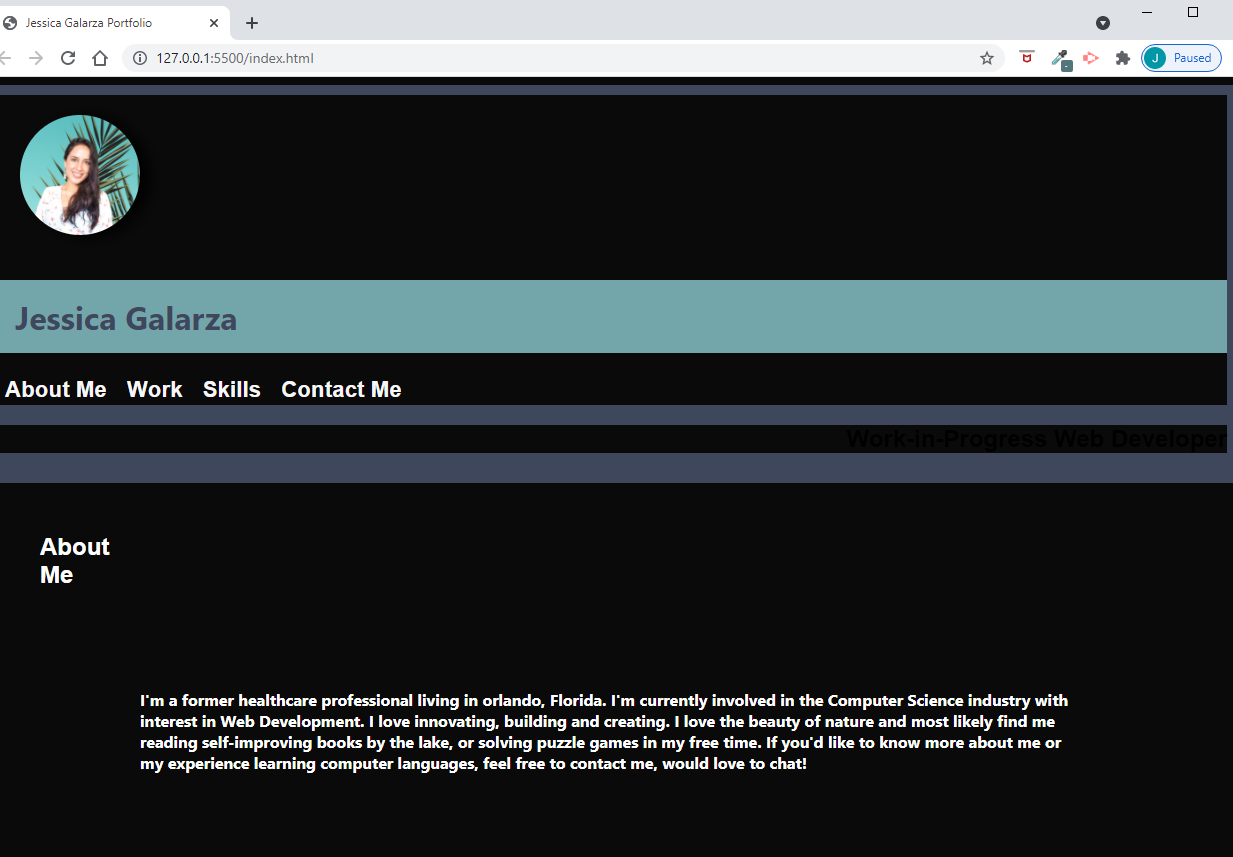 Jessica Galarza Portfolio
127.0.0.1:5500/index.html
J Paused
Jessica Galarza
About Me Work Skills Contact Me
Work-In-Progress Web Developer
About
Me
I'm a former healthcare professional living in orlando, Florida. I'm currently involved in the Computer Science industry with
interest in Web Development. I love innovating, building and creating. I love the beauty of nature and most likely find me
reading self-improving books by the lake, or solving puzzle games in my free time. If you'd like to know more about me or
my experience learning computer languages, feel free to contact me, would love to chat!